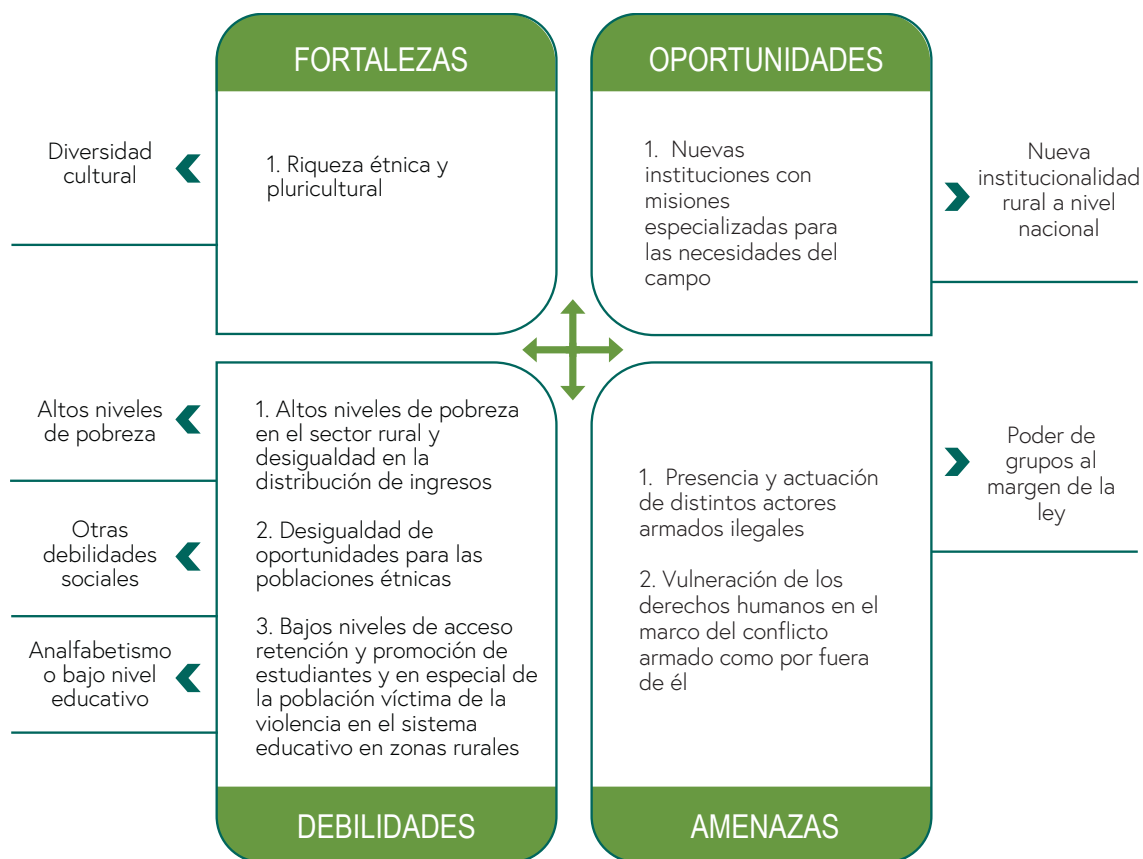 FORTALEZAS
Diversidad
cultural
1. Riqueza étnica y
pluricultural
OPORTUNIDADES
1. Nuevas
instituciones con
misiones
especializadas para
las necesidades del
campo
Nueva
institucionalidad
rural a nivel
nacional
Altos niveles
de pobreza
Otras
debilidades
sociales
Analfabetismo
o bajo nivel
educativo
1. Altos niveles de pobreza
en el sector rural y
desigualdad en la
distribución de ingresos
2. Desigualdad de
oportunidades para las
poblaciones étnicas
3. Bajos niveles de acceso
retención y promoción de
estudiantes y en especial de
la población víctima de la
violencia en el sistema
educativo en zonas rurales
DEBILIDADES
1. Presencia y actuación
de distintos actores
armados ilegales
2. Vulneración de los
derechos humanos en el
marco del conflicto
armado como por fuera
de él
Poder de
grupos al
margen de la
ley
AMENAZAS